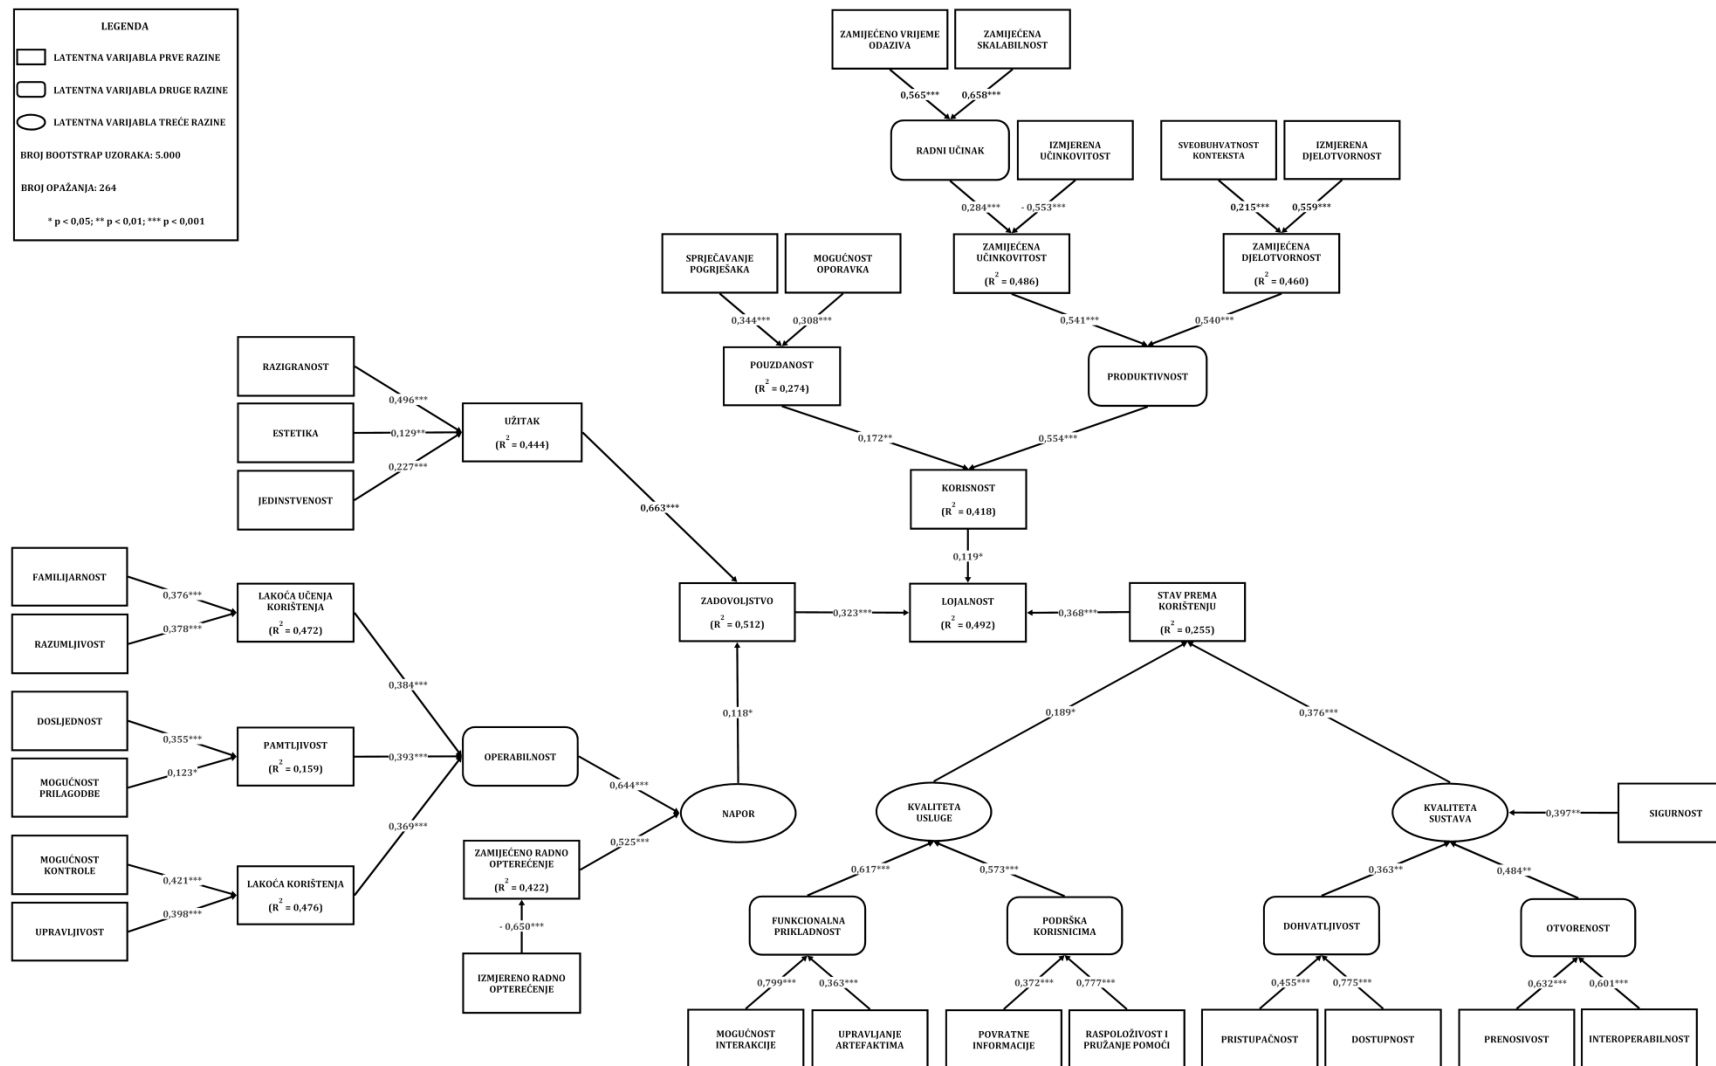 LEGENDA
LATENTNA VARIJABLA PRVE RAZINE
LATENTNA VARIJABLA DRUGE RAZINE
LATENTNA VARIJABLA TREĆE RAZINE
BROJ BOOTSTRAP UZORAKA: 5.000
BROJ OPAŽANJA: 264
* p < 0,05; ** p < 0,01; *** p < 0,001
ZAMIJEĆENO VRIJEME
ODAZIVA
ZAMIJEĆENA
SKALABILNOST
0,565***
0,658***
RADNI UČINAK
IZMJERENA
UČINKOVITOST
SVEOBUHVATNOST
KONTEKSTA
IZMJERENA
DJELOTVORNOST
0,284***
- 0,553***
0,215***
0,559***
SPRJEČAVANJE
POGRJEŠAKA
MOGUĆNOST
OPORAVKA
ZAMIJEĆENA
UČINKOVITOST
(R² = 0,486)
ZAMIJEĆENA
DJELOTVORNOST
(R² = 0,460)
0,344***
0,308***
0,541***
0,540***
POUZDANOST
(R² = 0,274)
PRODUKTIVNOST
RAZIGRANOST
0,496***
ESTETIKA
0,129**
UŽITAK
(R² = 0,444)
0,227***
JEDINSTVENOST
0,172**
0,554***
KORISNOST
(R² = 0,418)
0,663***
0,119*
FAMILIJARNOST
0,376***
LAKOĆA UČENJA
KORIŠTENJA
(R² = 0,472)
0,378***
RAZUMLJIVOST
ZADOVOLJSTVO
(R² = 0,512)
0,323***
LOJALNOST
(R² = 0,492)
0,368***
STAV PREMA
KORIŠTENJU
(R² = 0,255)
0,384***
DOSLJEDNOST
0,355***
PAMTLJIVOST
(R² = 0,159)
0,393***
OPERABILNOST
0,123*
MOGUĆNOST
PRILAGODBE
0,118*
0,189*
0,376***
0,644***
NAPOR
KVALITETA
USLUGE
KVALITETA
SUSTAVA
0,397**
SIGURNOST
0,369***
0,525***
MOGUĆNOST
KONTROLE
0,421***
LAKOĆA KORIŠTENJA
(R² = 0,476)
0,398***
UPRAVLJIVOST
ZAMIJEĆENO RADNO
OPTEREĆENJE
(R² = 0,422)
- 0,650***
IZMJERENO RADNO
OPTEREĆENJE
0,617***
0,573***
0,363**
0,484**
FUNKCIONALNA
PRIKLADNOST
PODRŠKA
KORISNICIMA
DOHVATLJIVOST
OTVORENOST
0,799***
0,363***
0,372***
0,777***
0,455***
0,775***
0,632***
0,601***
MOGUĆNOST
INTERAKCIJE
UPRAVLJANJE
ARTEFAKTIMA
POVRATNE
INFORMACIJE
RASPOLOŽIVOST I
PRUŽANJE POMOĆI
PRISTUPAČNOST
DOSTUPNOST
PRENOSIVOST
INTEROPERABILNOST